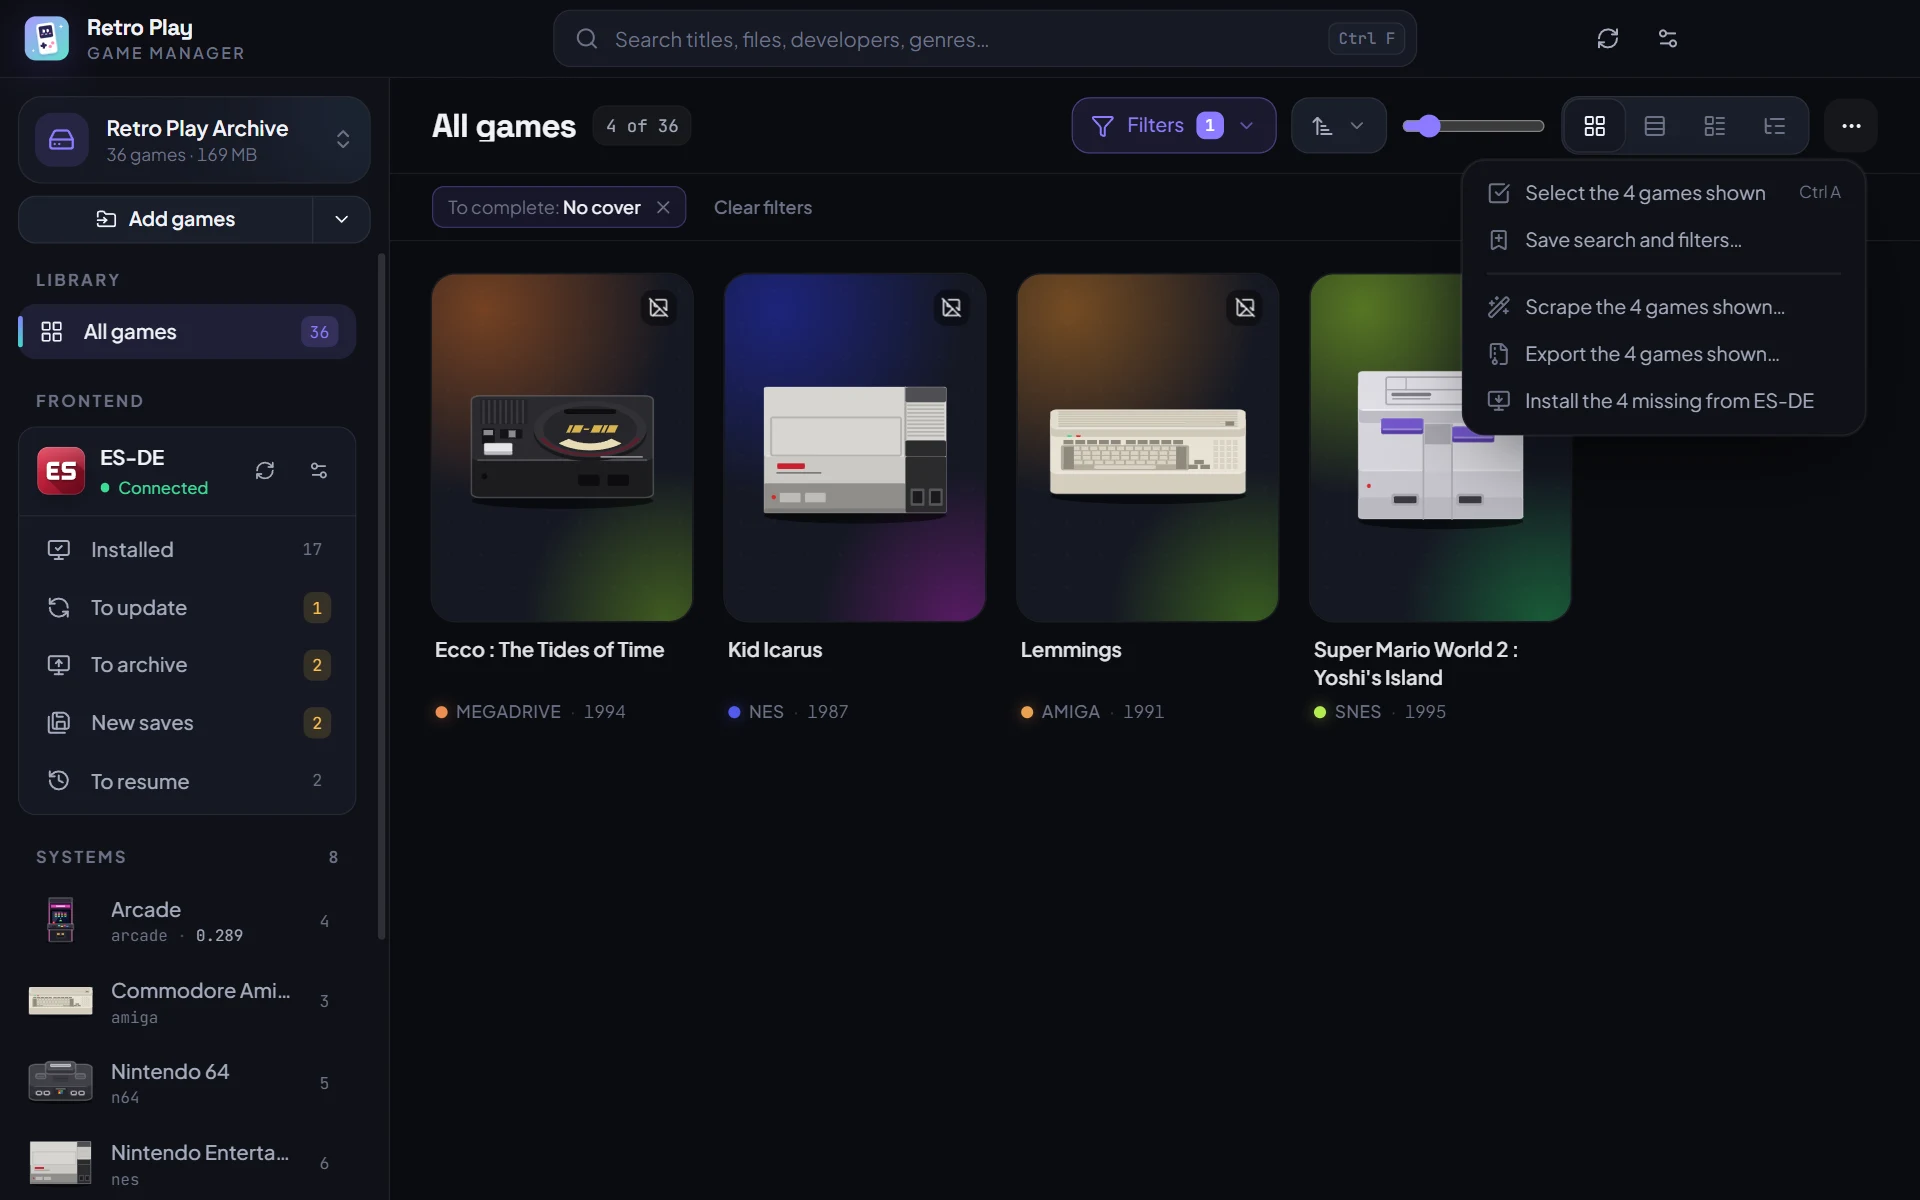 Retro Play
GAME MANAGER
Search titles, files, developers, genres…
Ctrl F
Retro Play Archive
36 games · 169 MB
Add games
LIBRARY
All games
36
FRONTEND
ES
ES-DE
Connected
Installed
17
To update
1
To archive
2
New saves
2
To resume
2
SYSTEMS
8
Arcade
arcade · 0.289
4
Commodore Ami…
amiga
3
Nintendo 64
n64
5
Nintendo Enterta…
nes
6
All games
4 of 36
Filters
1
To complete: No cover
Clear filters
Select the 4 games shown
Ctrl A
Save search and filters…
Scrape the 4 games shown…
Export the 4 games shown…
Install the 4 missing from ES-DE
Ecco : The Tides of Time
MEGADRIVE · 1994
Kid Icarus
NES · 1987
Lemmings
AMIGA · 1991
Super Mario World 2 :
Yoshi's Island
SNES · 1995